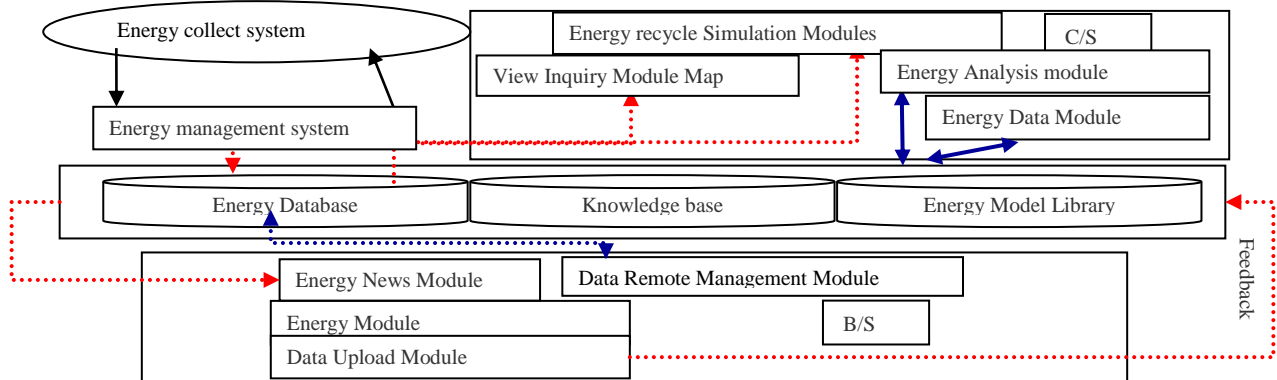 Energy collect system
Energy recycle Simulation Modules
C/S
View Inquiry Module Map
Energy Analysis module
Energy management system
Energy Data Module
Energy Database
Knowledge base
Energy Model Library
Feedback
Energy News Module
Data Remote Management Module
Energy Module
B/S
Data Upload Module